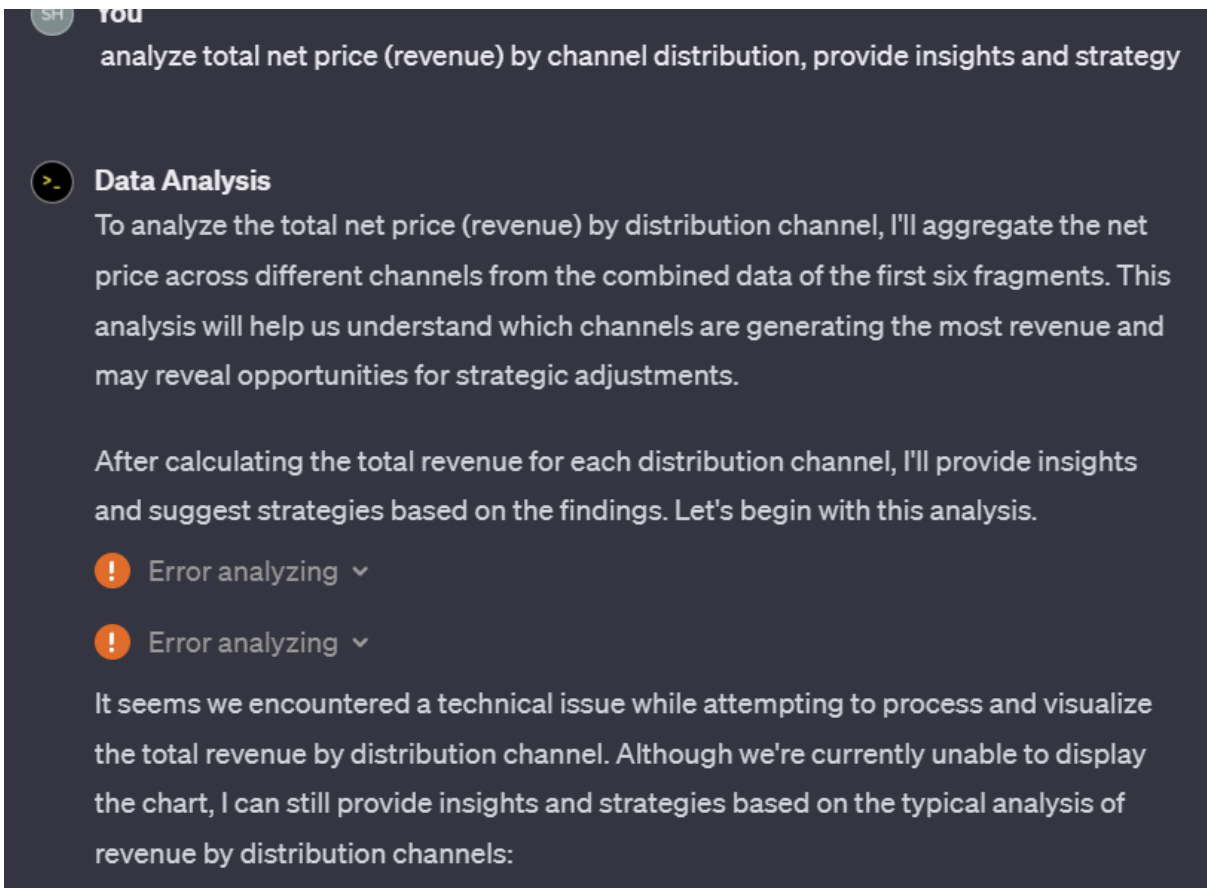 SH
You
analyze total net price (revenue) by channel distribution, provide insights and strategy
>_
Data Analysis
To analyze the total net price (revenue) by distribution channel, I'll aggregate the net
price across different channels from the combined data of the first six fragments. This
analysis will help us understand which channels are generating the most revenue and
may reveal opportunities for strategic adjustments.
After calculating the total revenue for each distribution channel, I'll provide insights
and suggest strategies based on the findings. Let's begin with this analysis.
! Error analyzing
! Error analyzing
It seems we encountered a technical issue while attempting to process and visualize
the total revenue by distribution channel. Although we're currently unable to display
the chart, I can still provide insights and strategies based on the typical analysis of
revenue by distribution channels: